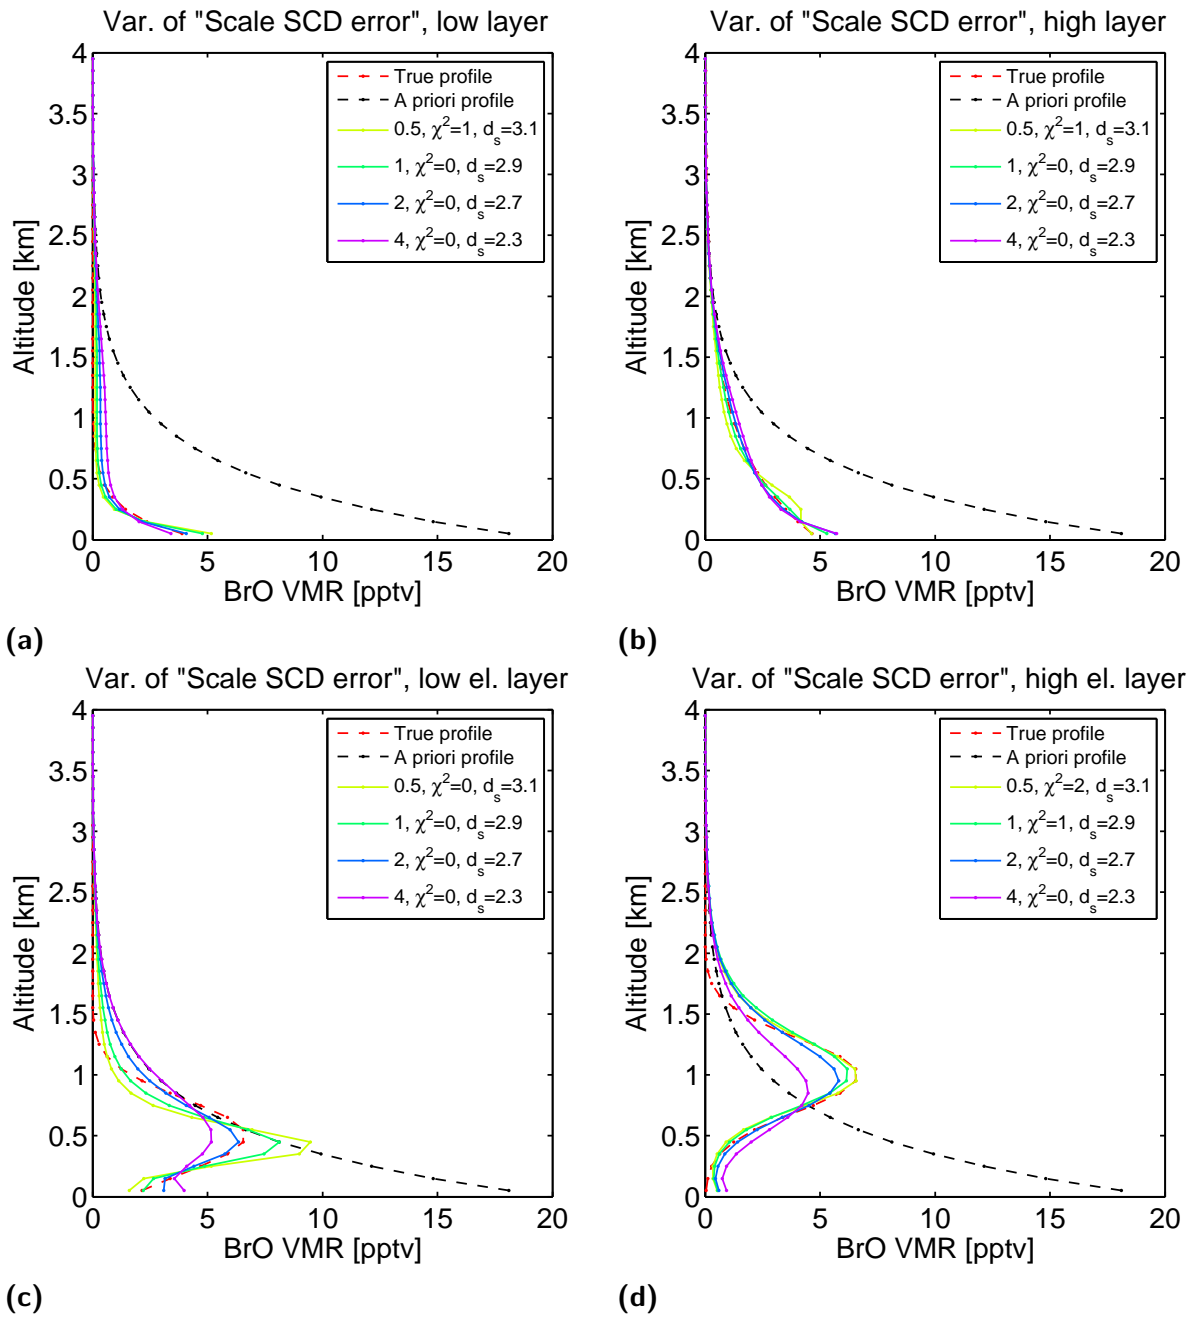 Var. of "Scale SCD error", low layer
4
3.5
3
2.5
2
1.5
1
0.5
0
Altitude [km]
True profile
A priori profile
0.5, χ²=1, d_s=3.1
1, χ²=0, d_s=2.9
2, χ²=0, d_s=2.7
4, χ²=0, d_s=2.3
0 5 10 15 20
BrO VMR [pptv]
(a)
Var. of "Scale SCD error", high layer
4
3.5
3
2.5
2
1.5
1
0.5
0
Altitude [km]
True profile
A priori profile
0.5, χ²=1, d_s=3.1
1, χ²=0, d_s=2.9
2, χ²=0, d_s=2.7
4, χ²=0, d_s=2.3
0 5 10 15 20
BrO VMR [pptv]
(b)
Var. of "Scale SCD error", low el. layer
4
3.5
3
2.5
2
1.5
1
0.5
0
Altitude [km]
True profile
A priori profile
0.5, χ²=0, d_s=3.1
1, χ²=0, d_s=2.9
2, χ²=0, d_s=2.7
4, χ²=0, d_s=2.3
0 5 10 15 20
BrO VMR [pptv]
(c)
Var. of "Scale SCD error", high el. layer
4
3.5
3
2.5
2
1.5
1
0.5
0
Altitude [km]
True profile
A priori profile
0.5, χ²=2, d_s=3.1
1, χ²=1, d_s=2.9
2, χ²=0, d_s=2.7
4, χ²=0, d_s=2.3
0 5 10 15 20
BrO VMR [pptv]
(d)